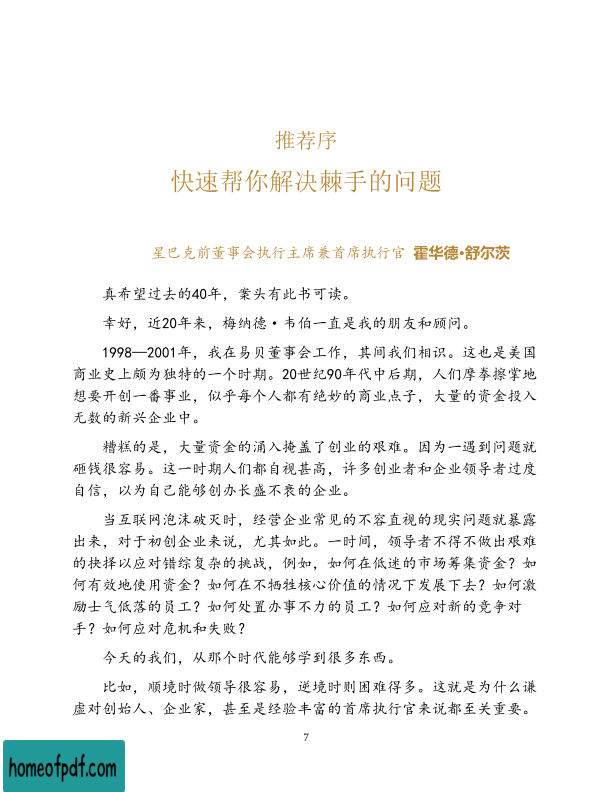 推荐序
快速帮你解决棘手的问题
星巴克前董事会执行主席兼首席执行官 霍华德·舒尔茨
真希望过去的40年，案头有此书可读。
幸好，近20年来，梅纳德·韦伯一直是我的朋友和顾问。
1998—2001年，我在易贝董事会工作，其间我们相识。这也是美国
商业史上颇为独特的一个时期。20世纪90年代中后期，人们摩拳擦掌地
想要开创一番事业，似乎每个人都有绝妙的商业点子，大量的资金投入
无数的新兴企业中。
糟糕的是，大量资金的涌入掩盖了创业的艰难。因为一遇到问题就
砸钱很容易。这一时期人们都自视甚高，许多创业者和企业领导者过度
自信，以为自己能够创办长盛不衰的企业。
当互联网泡沫破灭时，经营企业常见的不容直视的现实问题就暴露
出来，对于初创企业来说，尤其如此。一时间，领导者不得不做出艰难
的抉择以应对错综复杂的挑战，例如，如何在低迷的市场筹集资金？如
何有效地使用资金？如何在不牺牲核心价值的情况下发展下去？如何激
励士气低落的员工？如何处置办事不力的员工？如何应对新的竞争对
手？如何应对危机和失败？
今天的我们，从那个时代能够学到很多东西。
比如，顺境时做领导很容易，逆境时则困难得多。这就是为什么谦
虚对创始人、企业家，甚至是经验丰富的首席执行官来说都至关重要。
7
homeofpdf.com